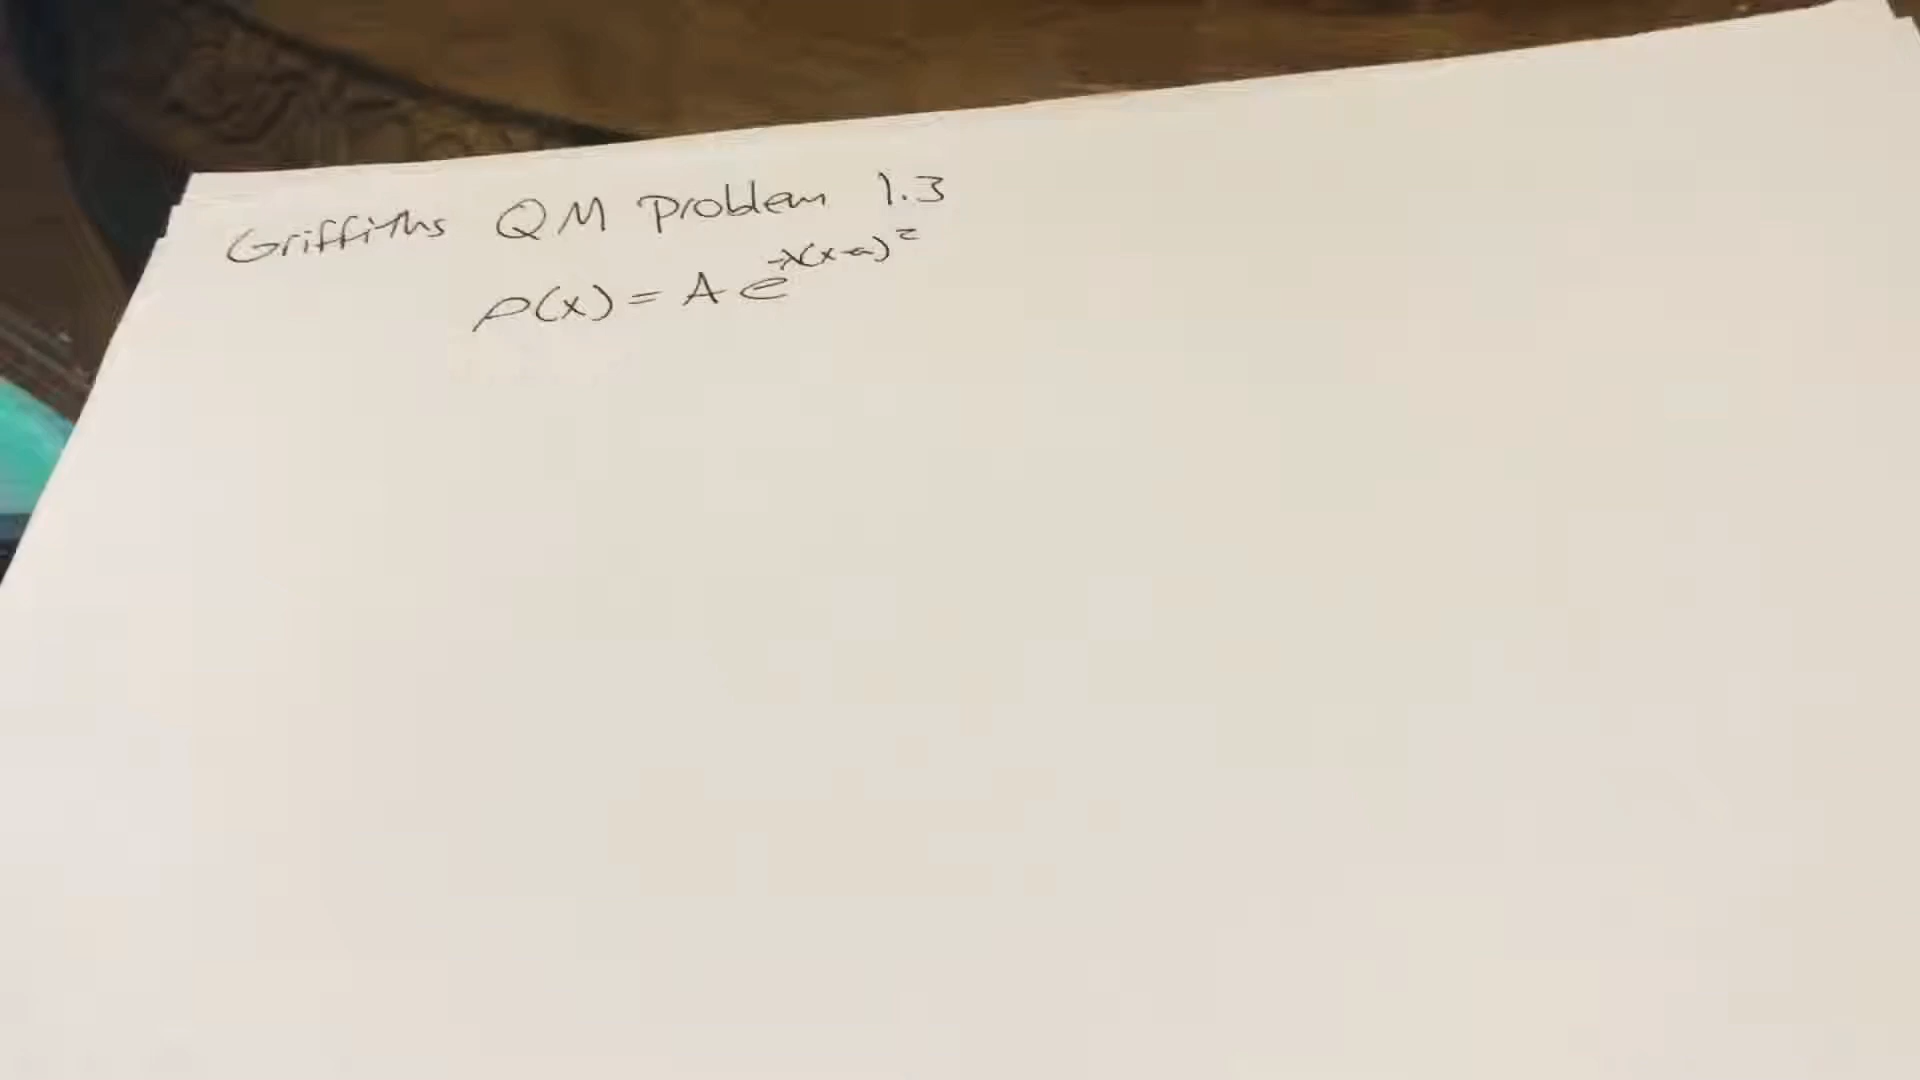 Griffiths QM Problem 1.3
ρ(x) = A e^{-λ(x-a)^2}